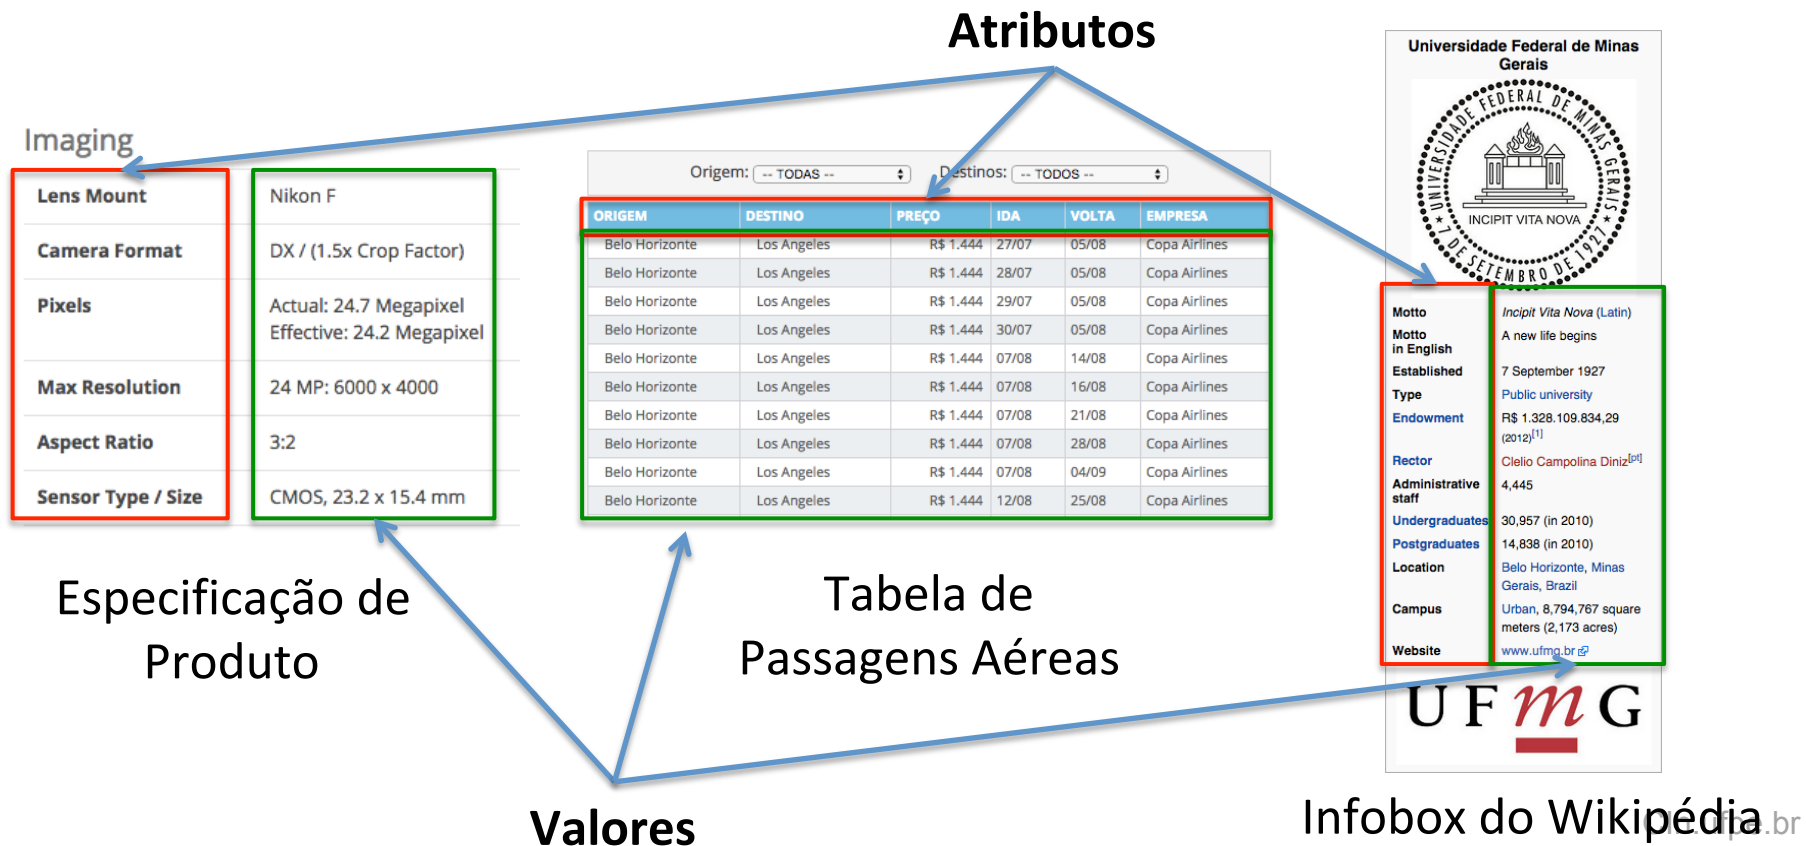 Atributos
Imaging
Lens Mount Nikon F
Camera Format DX / (1.5x Crop Factor)
Pixels Actual: 24.7 Megapixel
Effective: 24.2 Megapixel
Max Resolution 24 MP: 6000 x 4000
Aspect Ratio 3:2
Sensor Type / Size CMOS, 23.2 x 15.4 mm
Especificação de
Produto
Origem: -- TODAS -- Destinos: -- TODOS --
ORIGEM DESTINO PREÇO IDA VOLTA EMPRESA
Belo Horizonte Los Angeles R$ 1.444 27/07 05/08 Copa Airlines
Belo Horizonte Los Angeles R$ 1.444 28/07 05/08 Copa Airlines
Belo Horizonte Los Angeles R$ 1.444 29/07 05/08 Copa Airlines
Belo Horizonte Los Angeles R$ 1.444 30/07 05/08 Copa Airlines
Belo Horizonte Los Angeles R$ 1.444 07/08 14/08 Copa Airlines
Belo Horizonte Los Angeles R$ 1.444 07/08 16/08 Copa Airlines
Belo Horizonte Los Angeles R$ 1.444 07/08 21/08 Copa Airlines
Belo Horizonte Los Angeles R$ 1.444 07/08 28/08 Copa Airlines
Belo Horizonte Los Angeles R$ 1.444 07/08 04/09 Copa Airlines
Belo Horizonte Los Angeles R$ 1.444 12/08 25/08 Copa Airlines
Tabela de
Passagens Aéreas
Universidade Federal de Minas
Gerais
UNIVERSIDADE FEDERAL DE MINAS GERAIS
INCIPIT VITA NOVA
7 DE SETEMBRO DE 1927
Motto Incipit Vita Nova (Latin)
Motto
in English A new life begins
Established 7 September 1927
Type Public university
Endowment R$ 1.328.109.834,29
(2012)[1]
Rector Clelio Campolina Diniz[pt]
Administrative
staff 4,445
Undergraduates 30,957 (in 2010)
Postgraduates 14,838 (in 2010)
Location Belo Horizonte, Minas
Gerais, Brazil
Campus Urban, 8,794,767 square
meters (2,173 acres)
Website www.ufmg.br
UFmG
Infobox do Wikipédia
Valores
CIn.ufpe.br